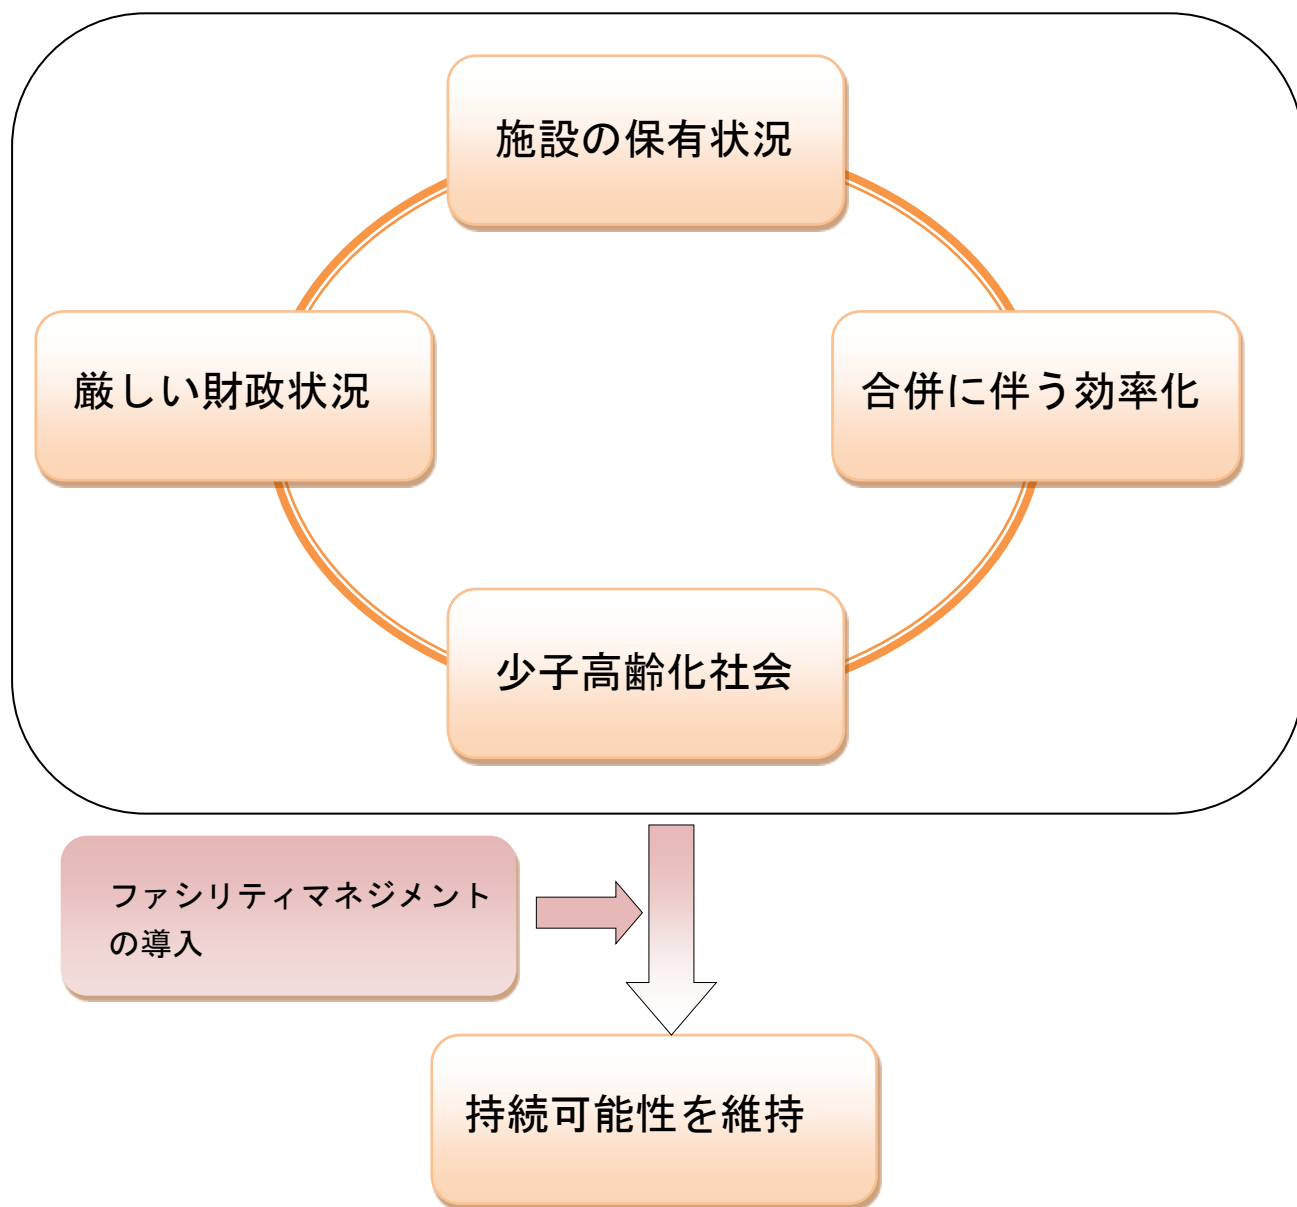 施設の保有状況
厳しい財政状況
合併に伴う効率化
少子高齢化社会
ファシリティマネジメント
の導入
持続可能性を維持